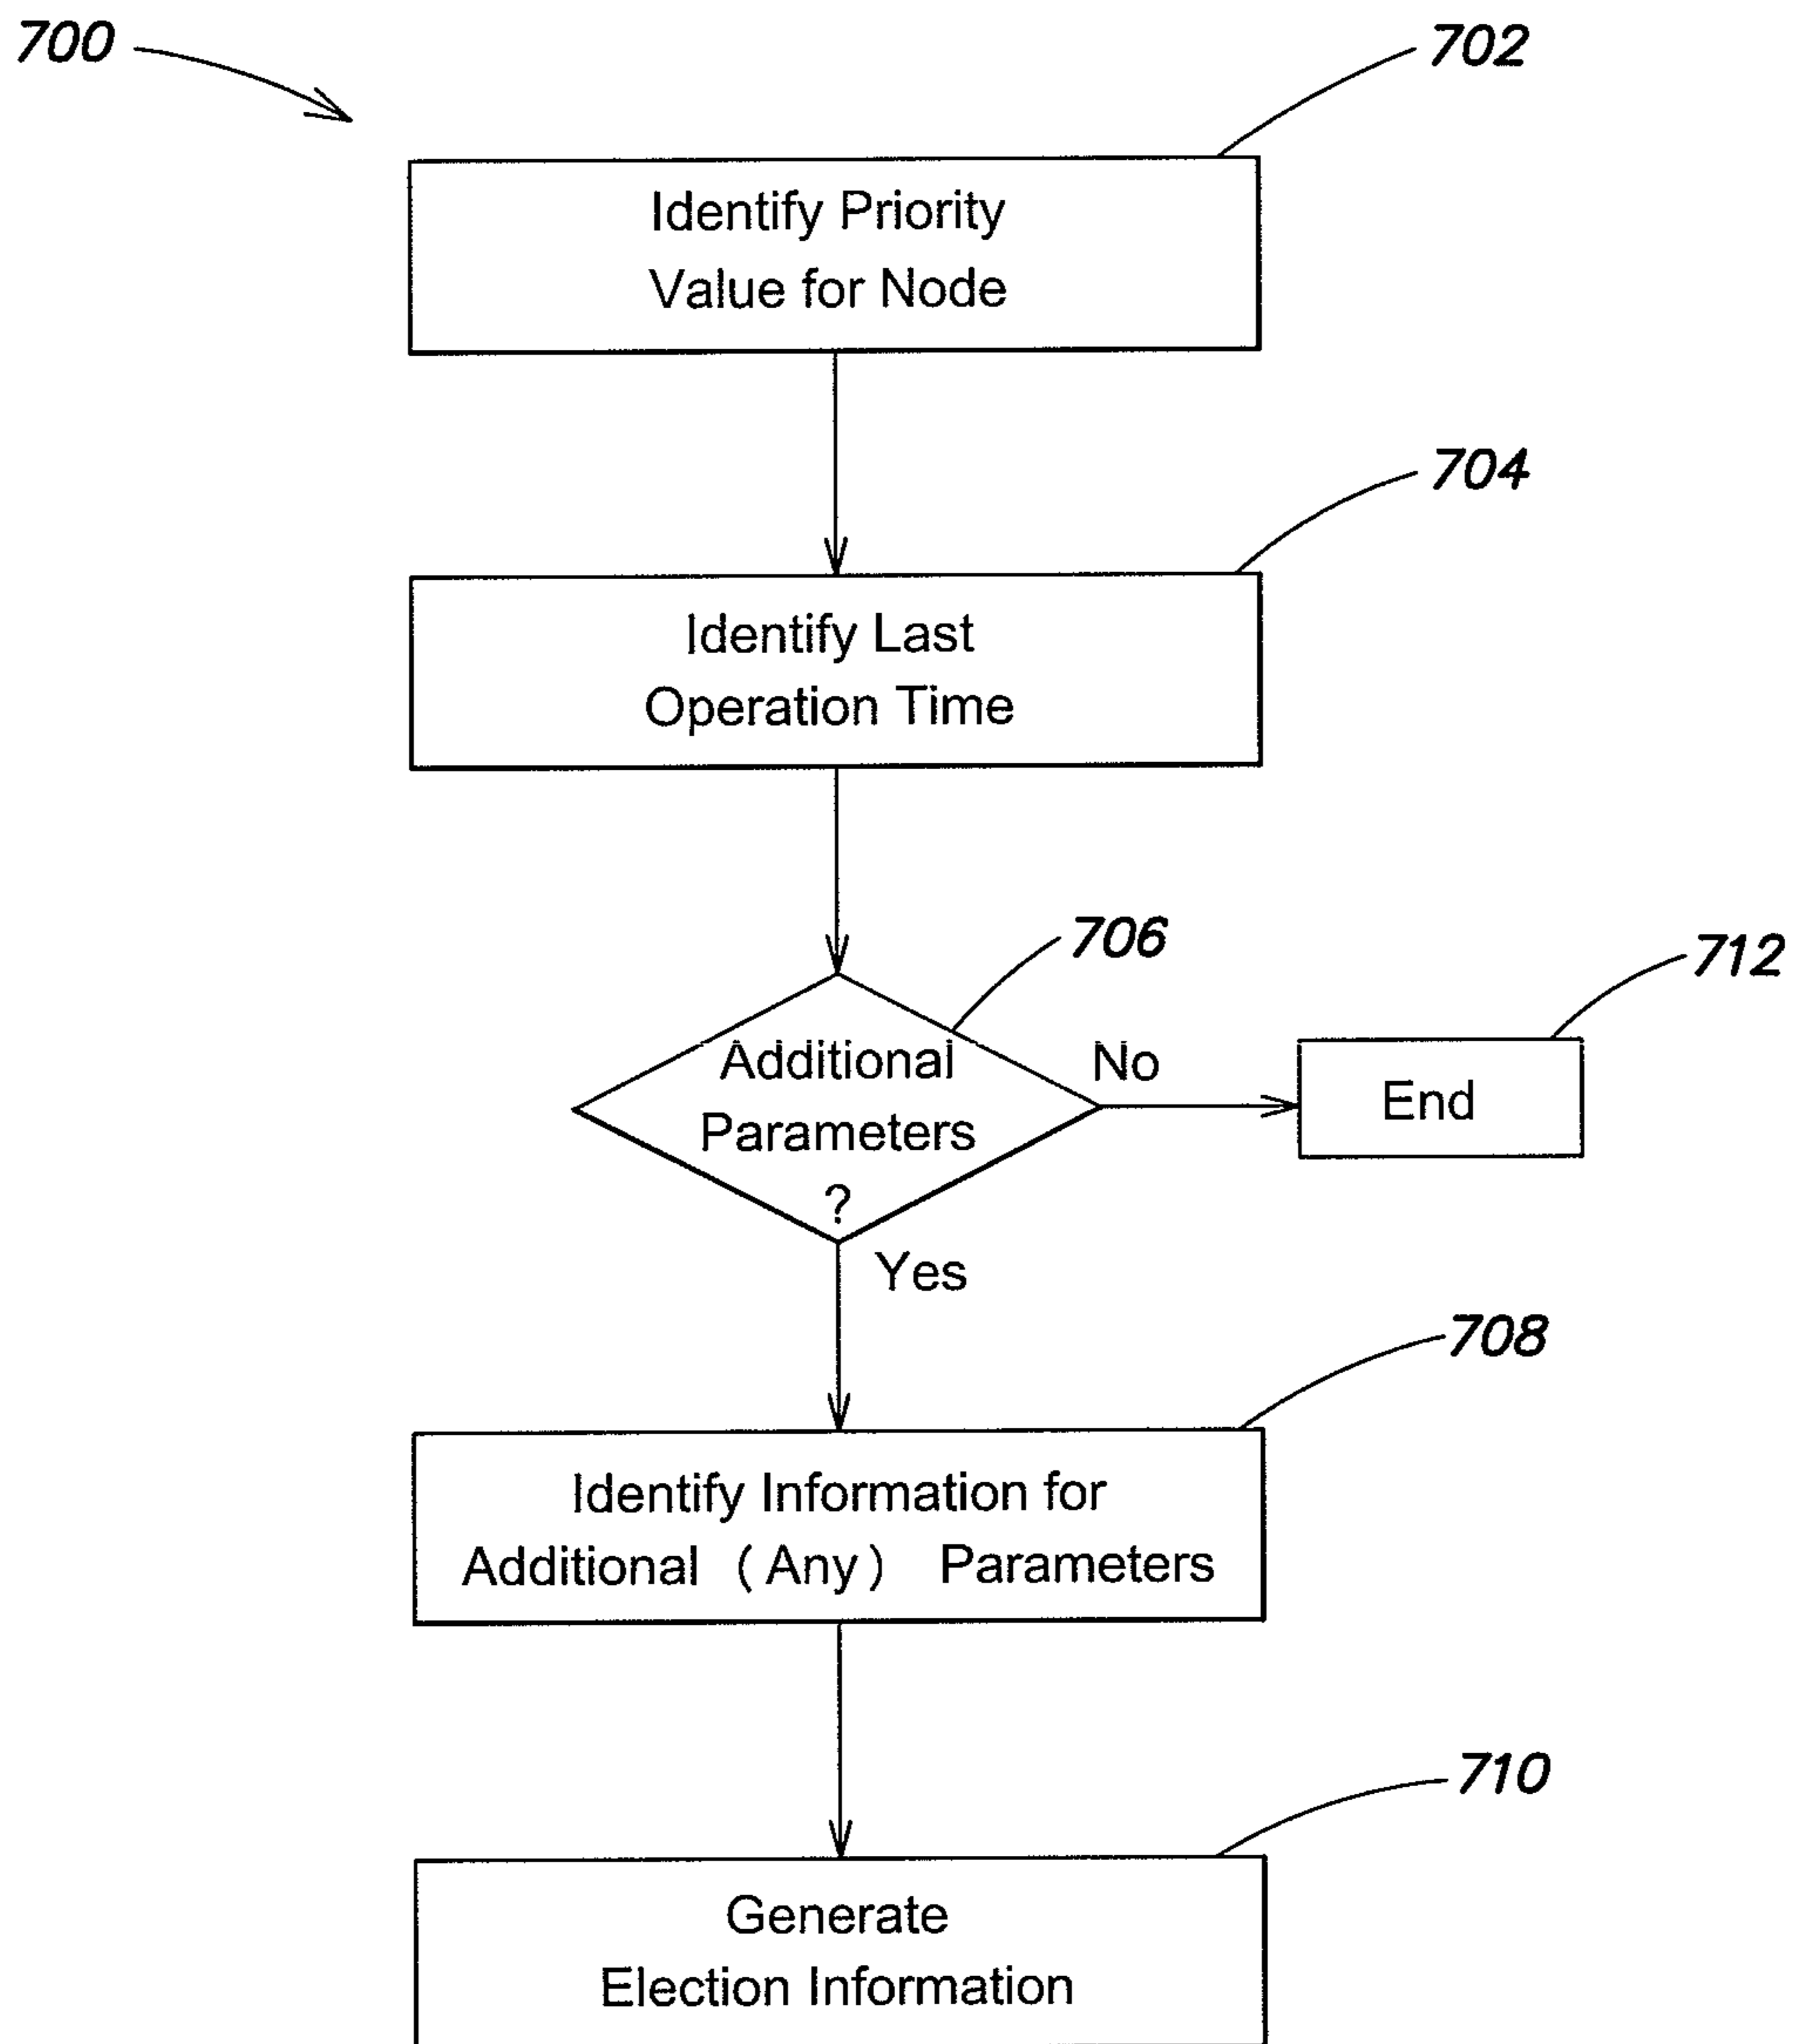 700
702
Identify Priority
Value for Node
704
Identify Last
Operation Time
706
712
Additional
Parameters
?
No
End
Yes
708
Identify Information for
Additional (Any) Parameters
710
Generate
Election Information